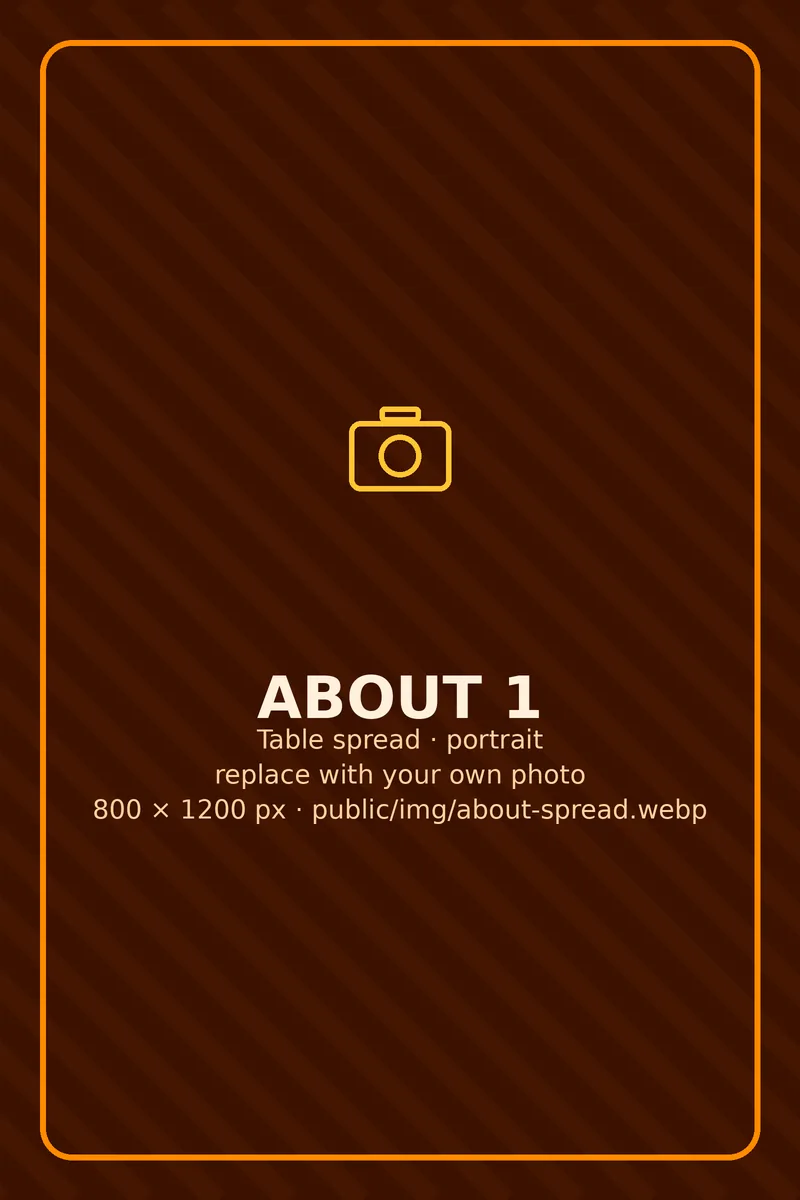 ABOUT 1
Table spread · portrait
replace with your own photo
800 × 1200 px · public/img/about-spread.webp